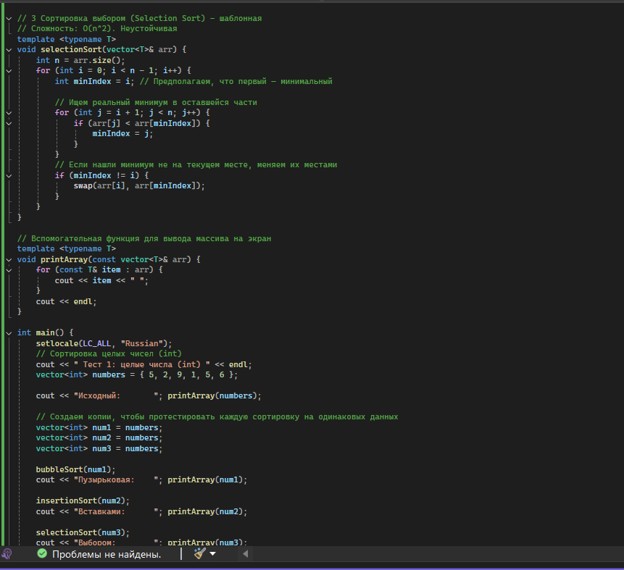 // 3 Сортировка выбором (Selection Sort) – шаблонная
// Сложность: O(n^2). Неустойчивая
template <typename T>
void selectionSort(vector<T>& arr) {
int n = arr.size();
for (int i = 0; i < n - 1; i++) {
int minIndex = i; // Предполагаем, что первый – минимальный
// Ищем реальный минимум в оставшейся части
for (int j = i + 1; j < n; j++) {
if (arr[j] < arr[minIndex]) {
minIndex = j;
}
}
// Если нашли минимум не на текущем месте, меняем их местами
if (minIndex != i) {
swap(arr[i], arr[minIndex]);
}
}
}
// Вспомогательная функция для вывода массива на экран
template <typename T>
void printArray(const vector<T>& arr) {
for (const T& item : arr) {
cout << item << " ";
}
cout << endl;
}
int main() {
setlocale(LC_ALL, "Russian");
// Сортировка целых чисел (int)
cout << " Тест 1: целые числа (int) " << endl;
vector<int> numbers = { 5, 2, 9, 1, 5, 6 };
cout << "Исходный:       "; printArray(numbers);
// Создаем копии, чтобы протестировать каждую сортировку на одинаковых данных
vector<int> num1 = numbers;
vector<int> num2 = numbers;
vector<int> num3 = numbers;
bubbleSort(num1);
cout << "Пузырьковая:    "; printArray(num1);
insertionSort(num2);
cout << "Вставками:      "; printArray(num2);
selectionSort(num3);
cout << "Выбором:        "; printArray(num3);
Проблемы не найдены.